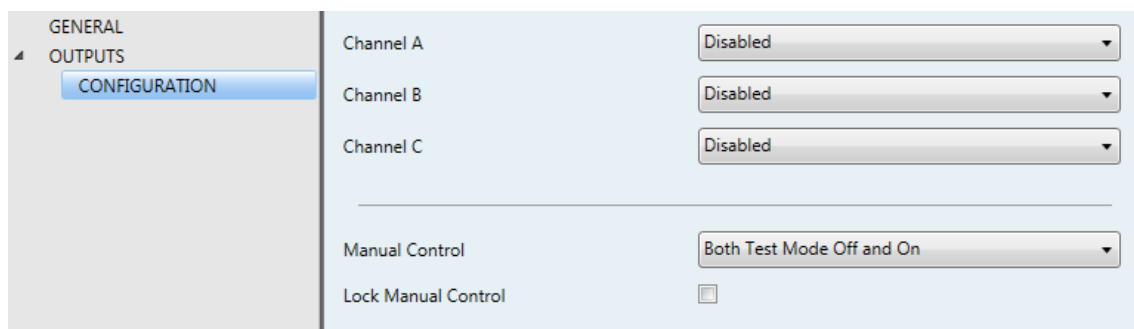 GENERAL
OUTPUTS
CONFIGURATION
Channel A Disabled
Channel B Disabled
Channel C Disabled
Manual Control Both Test Mode Off and On
Lock Manual Control